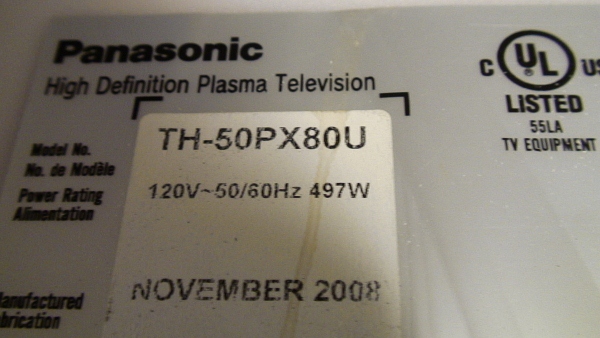 Panasonic
High Definition Plasma Television
C UL US
®
LISTED
55LA
TV EQUIPMENT
Model No.
No. de Modèle
TH-50PX80U
Power Rating
Alimentation
120V~50/60Hz 497W
Manufactured
NOVEMBER 2008